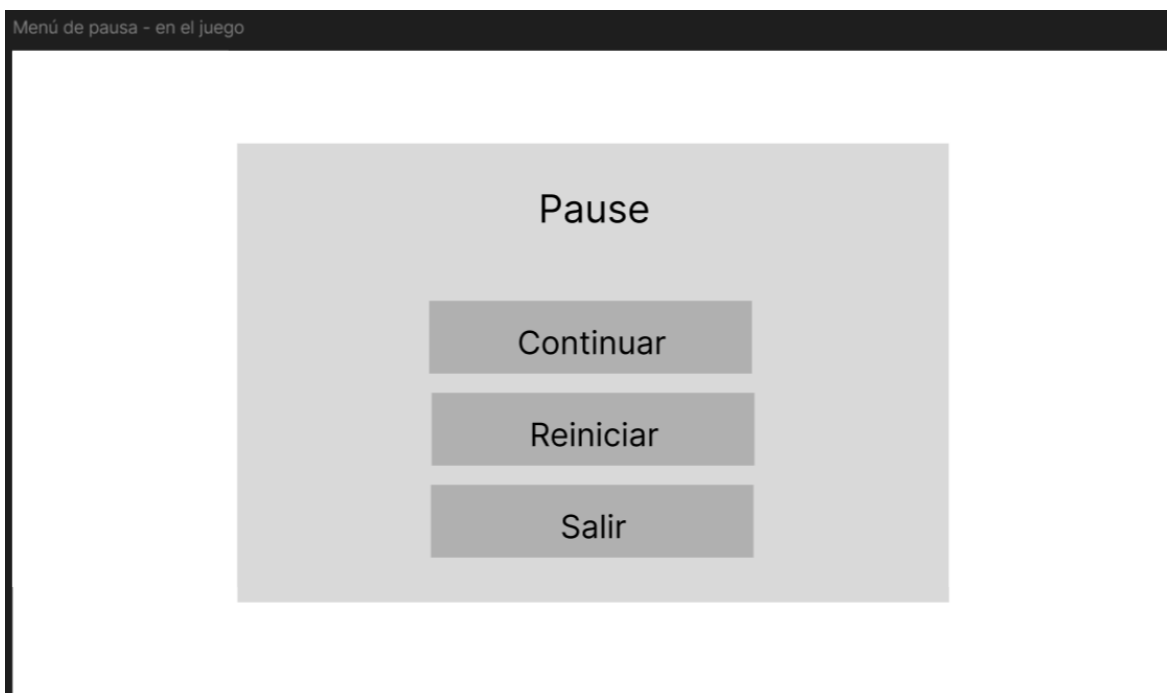 Menú de pausa - en el juego
Pause
Continuar
Reiniciar
Salir